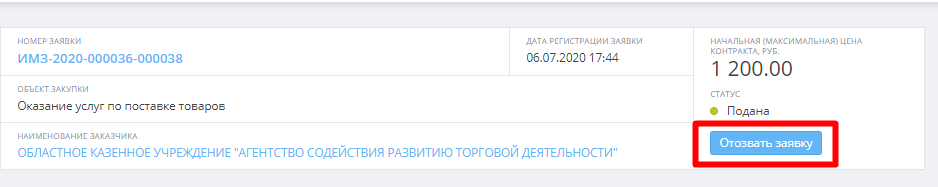 НОМЕР ЗАЯВКИ
ИМЗ-2020-000036-000038
ДАТА РЕГИСТРАЦИИ ЗАЯВКИ
06.07.2020 17:44
НАЧАЛЬНАЯ (МАКСИМАЛЬНАЯ) ЦЕНА
КОНТРАКТА, РУБ.
1 200.00
ОБЪЕКТ ЗАКУПКИ
Оказание услуг по поставке товаров
СТАТУС
Подана
НАИМЕНОВАНИЕ ЗАКАЗЧИКА
ОБЛАСТНОЕ КАЗЕННОЕ УЧРЕЖДЕНИЕ "АГЕНТСТВО СОДЕЙСТВИЯ РАЗВИТИЮ ТОРГОВОЙ ДЕЯТЕЛЬНОСТИ"
Отозвать заявку